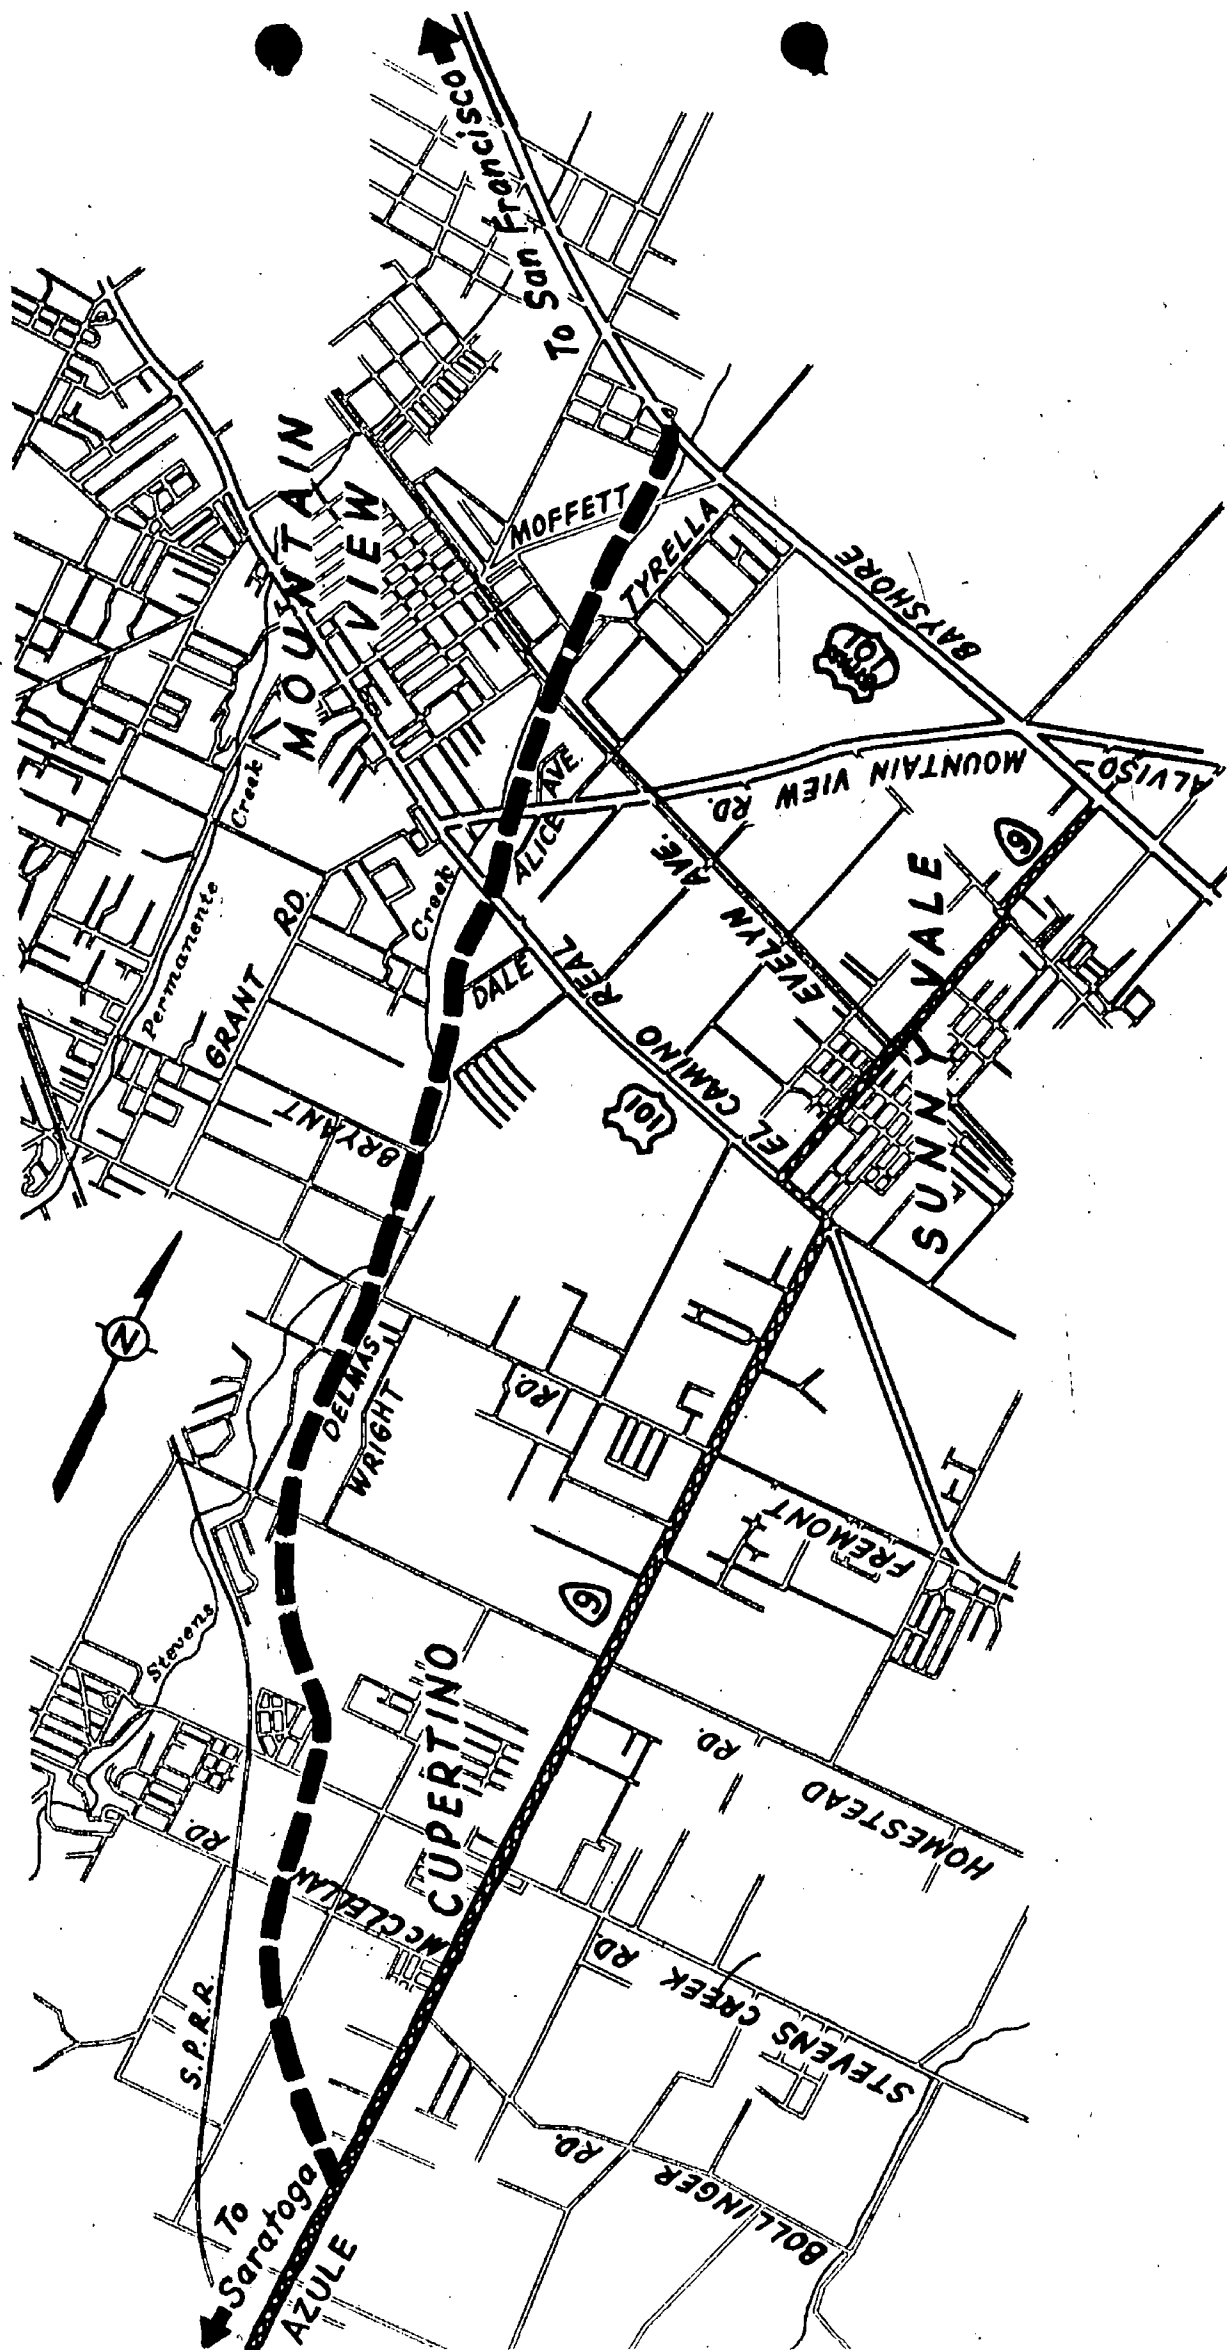 To San Francisco
MOUNTAIN
VIEW
MOFFETT
TYRELLA
BAYSHORE
BYPASS
101
ALVISO
MOUNTAIN VIEW RD.
ALICE AVE.
9
EVELYN AVE.
SUNNYVALE
EL CAMINO REAL
101
DALE
Creek
Permanente Creek
GRANT RD.
BRYANT
N
DELMAS
WRIGHT
FREMONT RD.
9
Stevens
CUPERTINO
HOMESTEAD RD.
McCLELLAN RD.
STEVENS CREEK RD.
S.P.R.R.
BOLLINGER RD.
To
Saratoga
AZULE